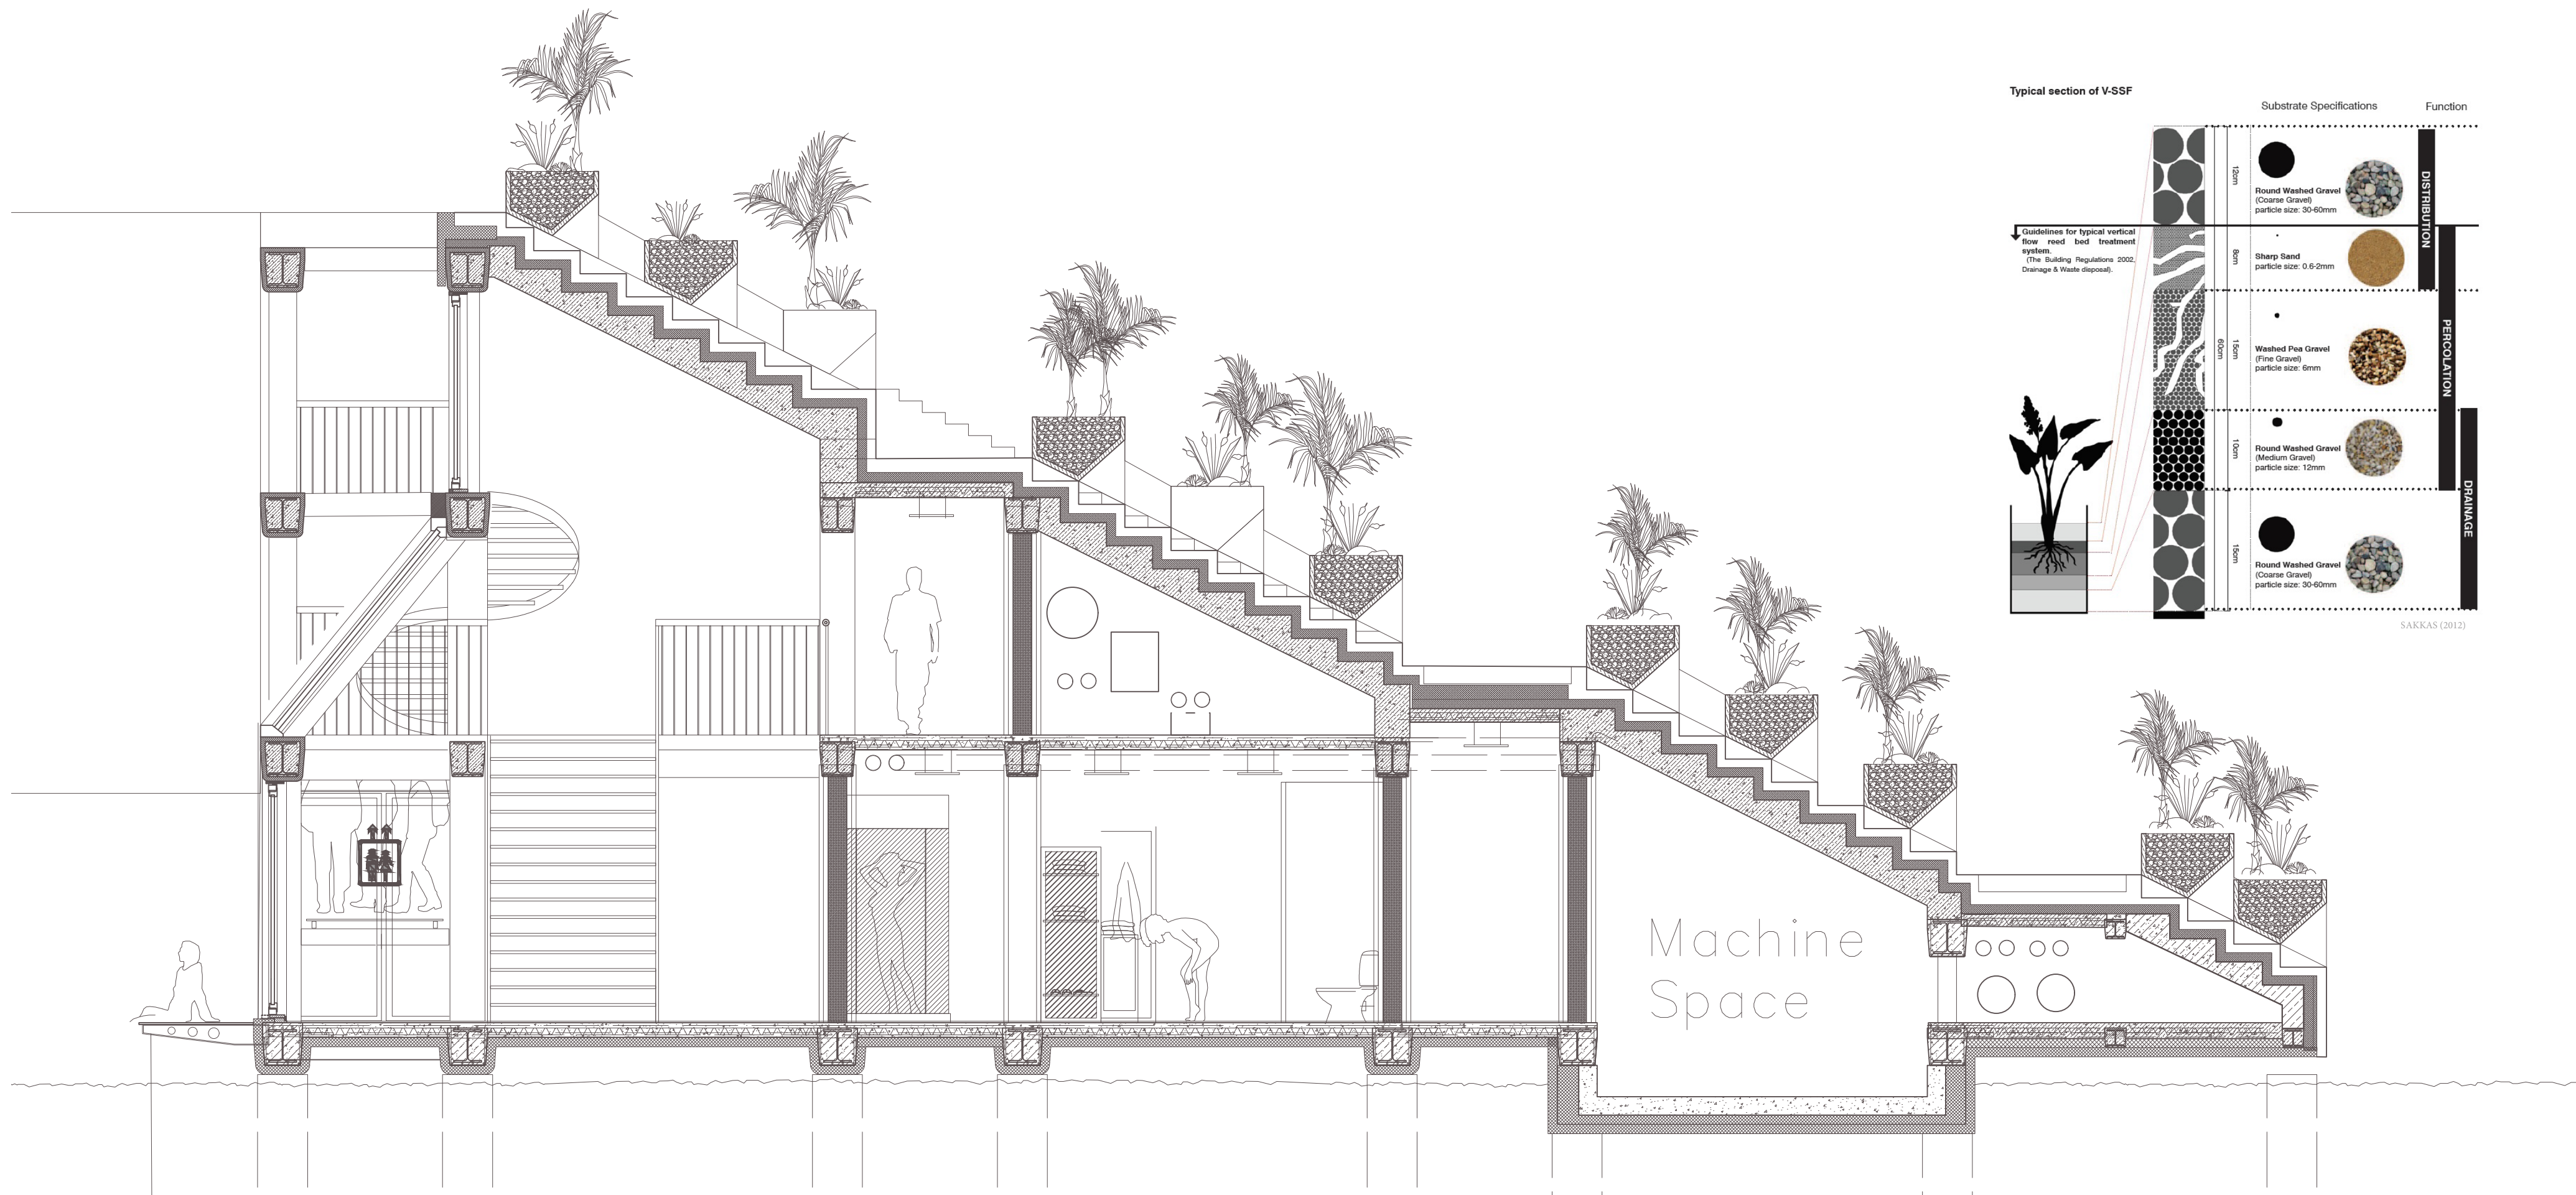 Typical section of V-SSF
Substrate Specifications
Function
12cm
Round Washed Gravel
(Coarse Gravel)
particle size: 30-60mm
DISTRIBUTION
Guidelines for typical vertical
flow reed bed treatment
system.
(The Building Regulations 2002,
Drainage & Waste disposal).
8cm
Sharp Sand
particle size: 0.6-2mm
60cm
15cm
Washed Pea Gravel
(Fine Gravel)
particle size: 6mm
PERCOLATION
10cm
Round Washed Gravel
(Medium Gravel)
particle size: 12mm
DRAINAGE
15cm
Round Washed Gravel
(Coarse Gravel)
particle size: 30-60mm
SAKKAS (2012)
Machine
Space